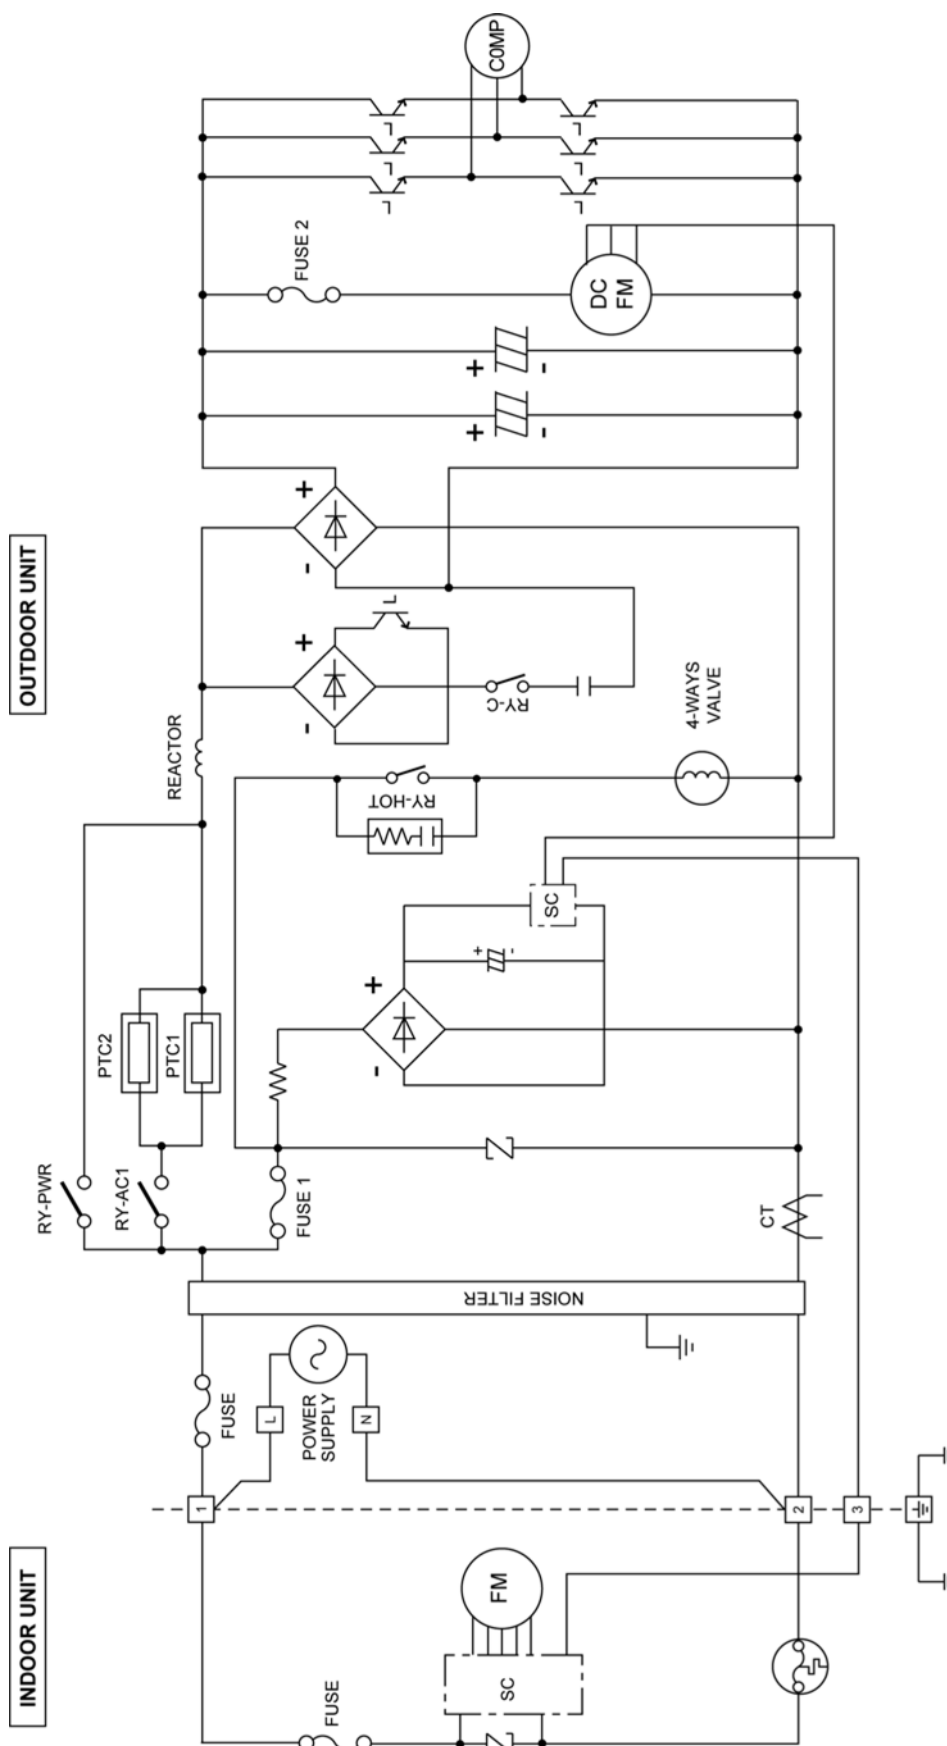 COMP
FUSE 2
DC
FM
+
-
+
-
OUTDOOR UNIT
+
-
+
-
L
RY-C
4-WAYS
VALVE
REACTOR
RY-HOT
SC
+
-
+
-
PTC2
PTC1
RY-PWR
RY-AC1
FUSE 1
CT
NOISE FILTER
FUSE
L
POWER
SUPPLY
N
1
2
3
INDOOR UNIT
FM
SC
FUSE